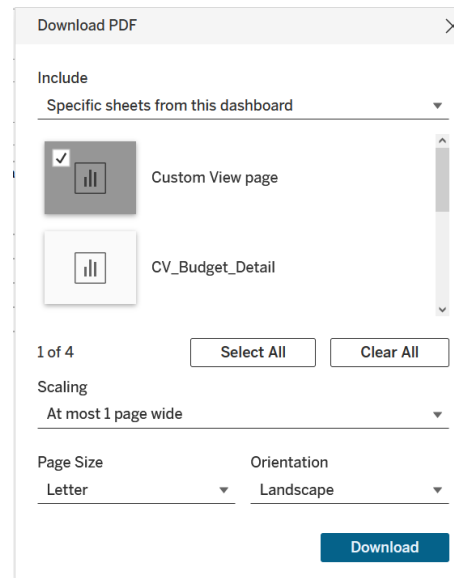 Download PDF
Include
Specific sheets from this dashboard
Custom View page
CV_Budget_Detail
1 of 4
Select All
Clear All
Scaling
At most 1 page wide
Page Size
Orientation
Letter
Landscape
Download